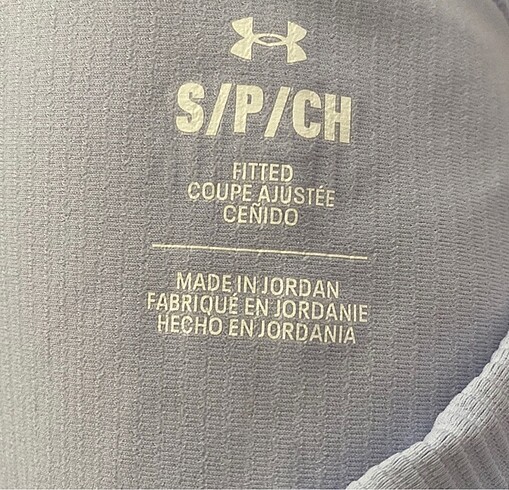 S/P/CH
FITTED
COUPE AJUSTÉE
CEÑIDO
MADE IN JORDAN
FABRIQUÉ EN JORDANIE
HECHO EN JORDANIA